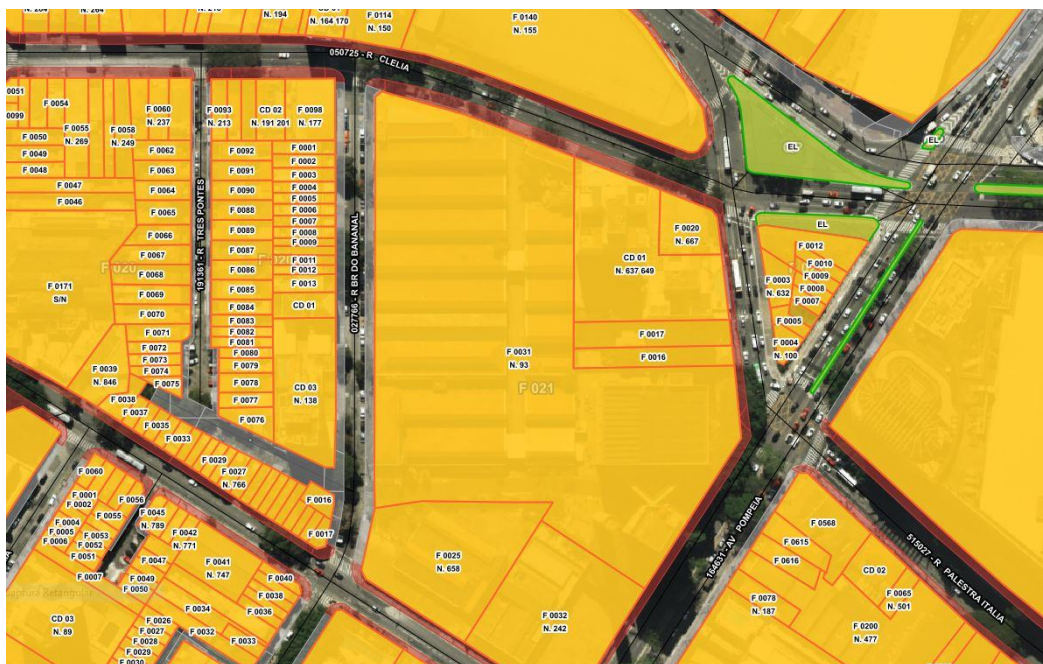 N. 264
N. 194
N. 164 170
F 0114
N. 150
F 0140
N. 155
050725 - R CLELIA
0051
0099
F 0054
F 0050
F 0049
F 0048
F 0055
N. 269
F 0058
N. 249
F 0060
N. 237
F 0062
F 0063
F 0064
F 0047
F 0046
F 0065
F 0066
F 0067
F 0068
F 0069
F 0070
F 020
F 0171
S/N
F 0071
F 0072
F 0073
F 0074
F 0075
F 0039
N. 846
F 0038
F 0037
F 0035
F 0033
F 0029
F 0027
N. 766
F 0016
F 0017
191361 - R TRES PONTES
F 0093
N. 213
CD 02
N. 191 201
F 0098
N. 177
F 0092
F 0091
F 0090
F 0088
F 0089
F 0087
F 0086
F 0085
F 0084
F 0083
F 0082
F 0081
F 0080
F 0079
F 0078
F 0077
F 0076
F 0001
F 0002
F 0003
F 0004
F 0005
F 0006
F 0007
F 0008
F 0009
F 0011
F 0012
F 0013
CD 01
CD 03
N. 138
027766 - R BR DO BANANAL
F 0031
N. 93
F 021
CD 01
N. 637 649
F 0020
N. 667
F 0017
F 0016
F 0025
N. 658
F 0032
N. 242
EL
EL
EL
F 0012
F 0010
F 0009
F 0008
F 0007
F 0003
N. 632
F 0005
F 0004
N. 100
164631 - AV POMPEIA
515027 - R PALESTRA ITALIA
F 0568
F 0615
F 0616
CD 02
F 0078
N. 187
F 0065
N. 501
F 0200
N. 477
F 0060
F 0001
F 0002
F 0056
F 0055
F 0004
F 0005
F 0006
F 0053
F 0052
F 0051
F 0007
F 0045
N. 789
F 0042
N. 771
F 0047
F 0049
F 0050
F 0041
N. 747
F 0040
F 0038
F 0036
F 0034
F 0032
F 0033
F 0026
F 0027
F 0028
F 0029
F 0030
CD 03
N. 89
ptura Retangular